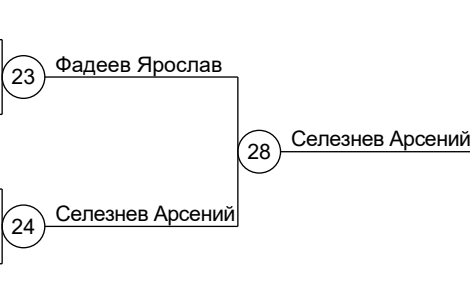 23 Фадеев Ярослав
28 Селезнев Арсений
24 Селезнев Арсений